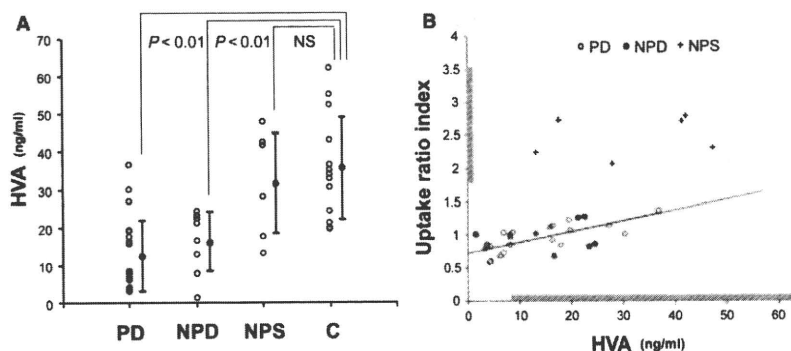 A
70
60
50
40
30
20
10
0
HVA (ng/ml)
P < 0.01
P < 0.01
NS
PD
NPD
NPS
C
B
PD
NPD
NPS
4
3.5
3
2.5
2
1.5
1
0.5
0
Uptake ratio index
0
10
20
30
40
50
60
HVA (ng/ml)